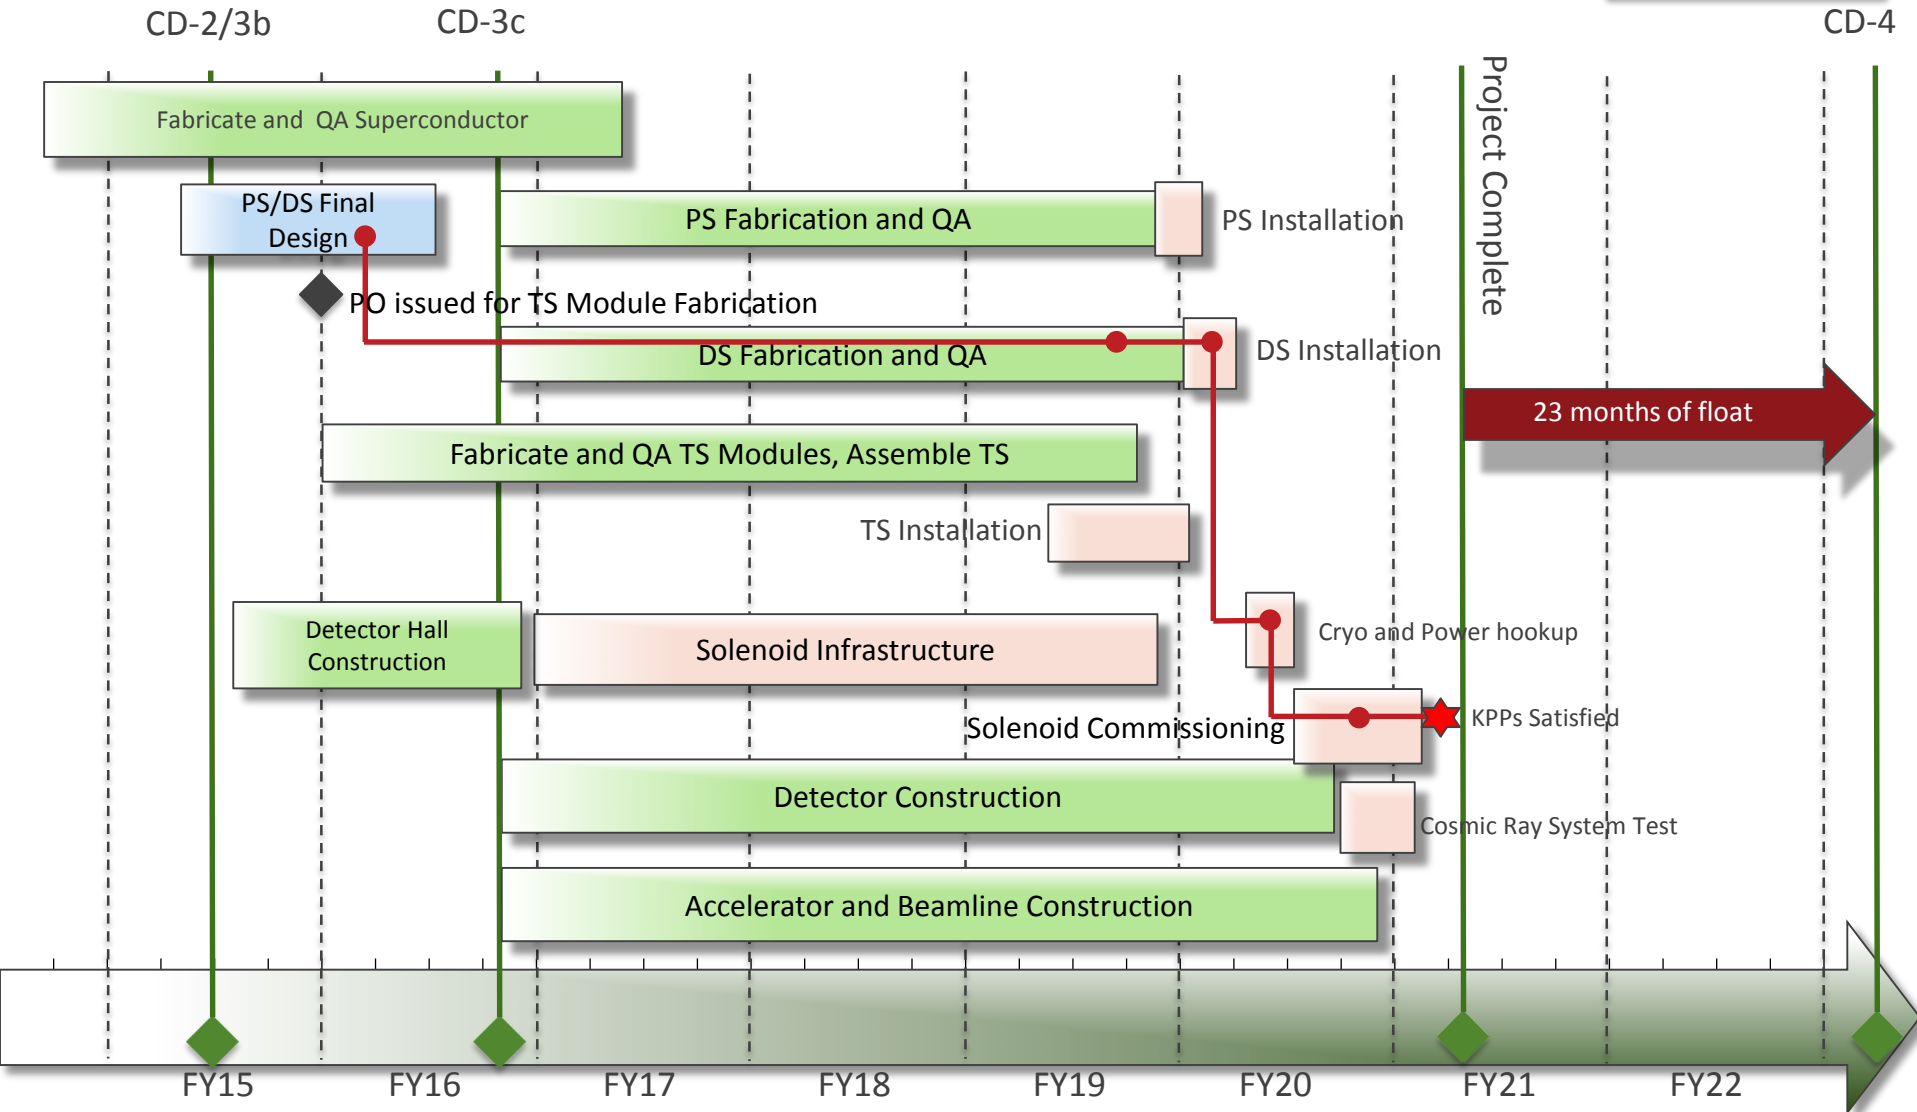 CD-2/3b
CD-3c
CD-4
Project Complete
Fabricate and QA Superconductor
PS/DS Final
Design
PS Fabrication and QA
PS Installation
PO issued for TS Module Fabrication
DS Fabrication and QA
DS Installation
23 months of float
Fabricate and QA TS Modules, Assemble TS
TS Installation
Detector Hall
Construction
Solenoid Infrastructure
Cryo and Power hookup
Solenoid Commissioning
KPPs Satisfied
Detector Construction
Cosmic Ray System Test
Accelerator and Beamline Construction
FY15
FY16
FY17
FY18
FY19
FY20
FY21
FY22